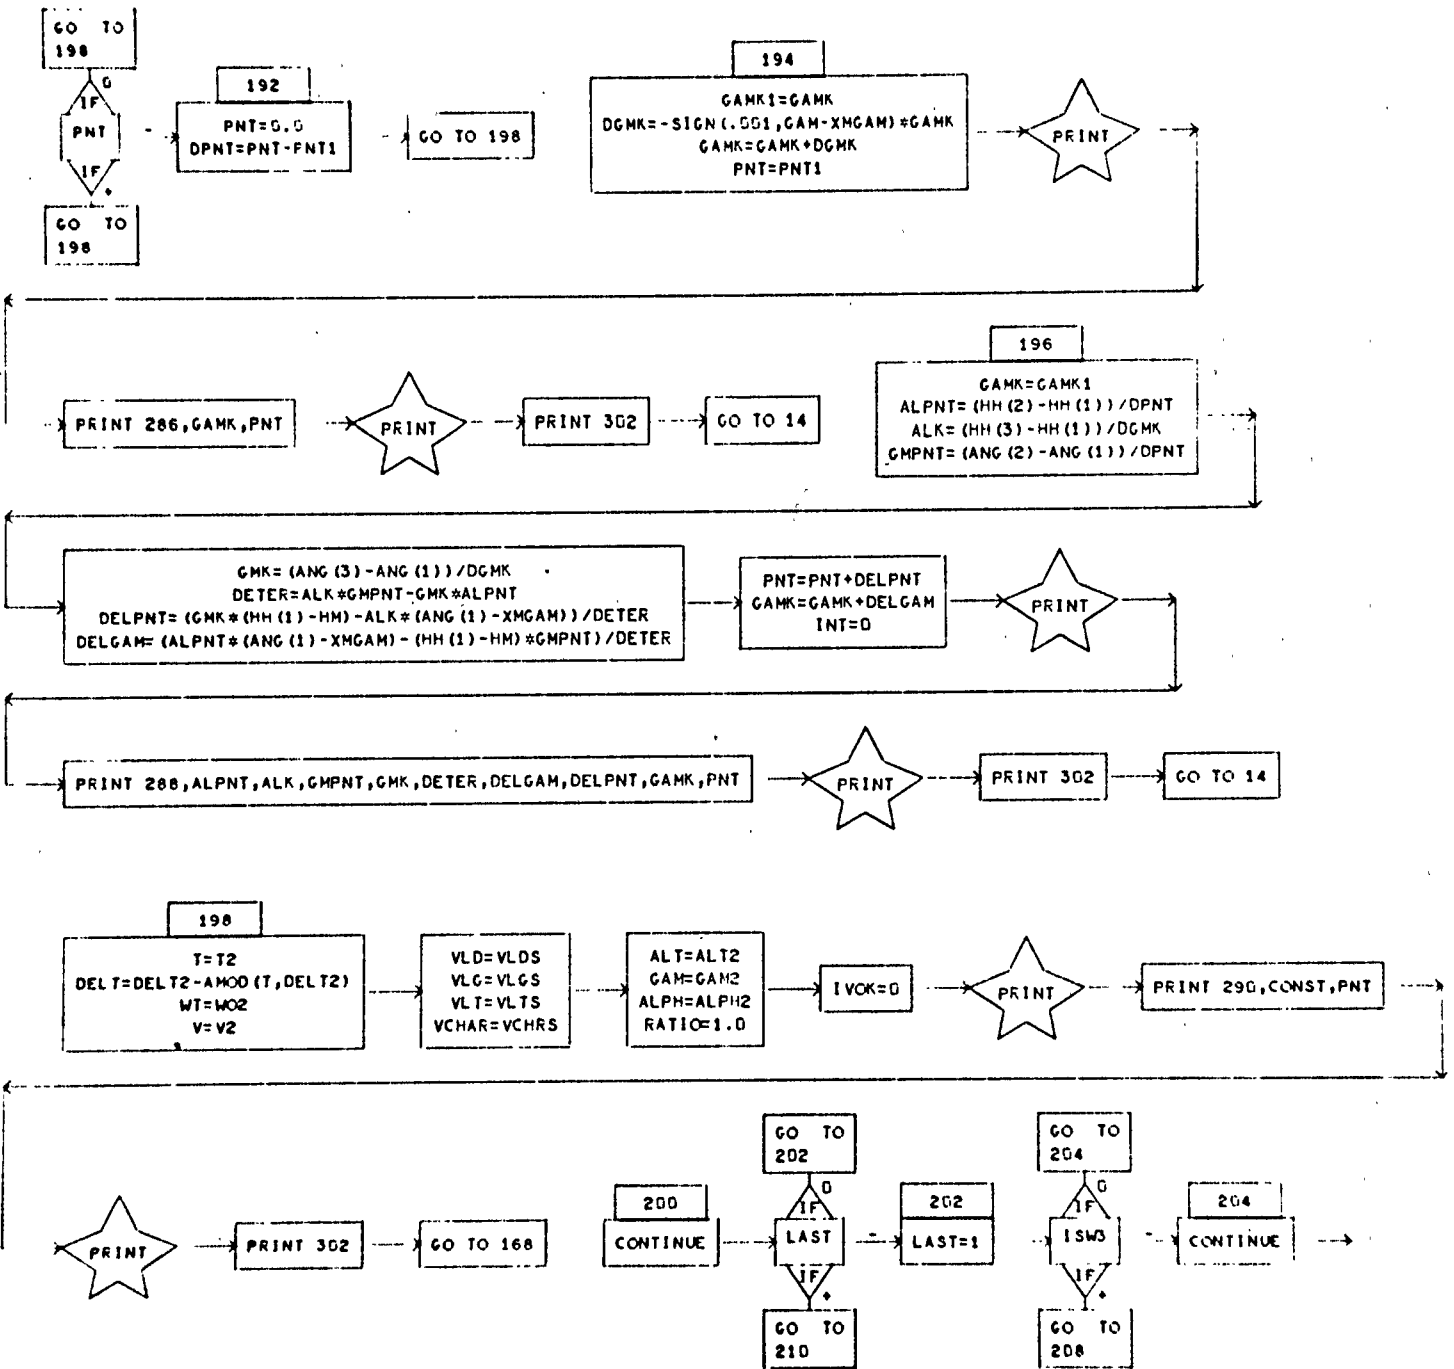 GO TO
198
0
IF
PNT
-
IF
+
GO TO
198
192
PNT=0.0
DPNT=PNT-PNT1
GO TO 198
194
GAMK1=GAMK
DGMK=-SIGN(.001,GAM-XMGAM)*GAMK
GAMK=GAMK+DGMK
PNT=PNT1
PRINT
PRINT 286,GAMK,PNT
PRINT
PRINT 302
GO TO 14
196
GAMK=GAMK1
ALPNT=(HH(2)-HH(1))/DPNT
ALK=(HH(3)-HH(1))/DGMK
GMPNT=(ANG(2)-ANG(1))/DPNT
GMK=(ANG(3)-ANG(1))/DGMK
DETER=ALK*GMPNT-GMK*ALPNT
DELPNT=(GMK*(HH(1)-HM)-ALK*(ANG(1)-XMGAM))/DETER
DELGAM=(ALPNT*(ANG(1)-XMGAM)-(HH(1)-HM)*GMPNT)/DETER
PNT=PNT+DELPNT
GAMK=GAMK+DELGAM
INT=0
PRINT
PRINT 288,ALPNT,ALK,GMPNT,GMK,DETER,DELGAM,DELPNT,GAMK,PNT
PRINT
PRINT 302
GO TO 14
198
T=T2
DELT=DELT2-AMOD(T,DELT2)
WT=WO2
V=V2
VLD=VLDS
VLG=VLGS
VLT=VLTS
VCHAR=VCHRS
ALT=ALT2
GAM=GAM2
ALPH=ALPH2
RATIO=1.0
IVOK=0
PRINT
PRINT 290,CONST,PNT
PRINT
PRINT 302
GO TO 168
200
CONTINUE
GO TO
202
0
IF
LAST
-
IF
+
GO TO
210
202
LAST=1
GO TO
204
0
IF
ISW3
-
IF
+
GO TO
208
204
CONTINUE